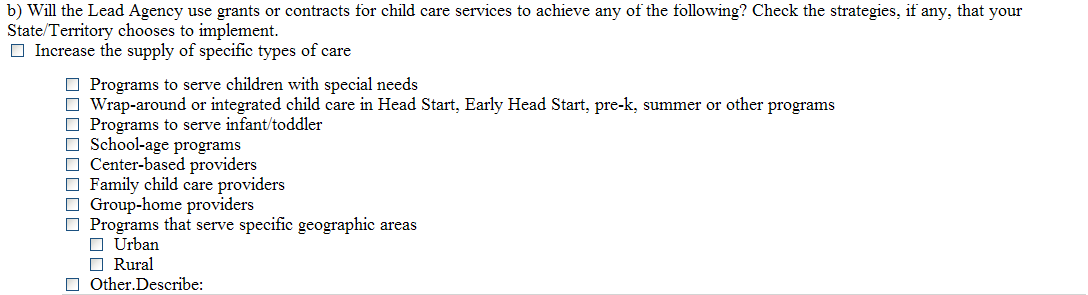 b) Will the Lead Agency use grants or contracts for child care services to achieve any of the following? Check the strategies, if any, that your
State/Territory chooses to implement.
Increase the supply of specific types of care
Programs to serve children with special needs
Wrap-around or integrated child care in Head Start, Early Head Start, pre-k, summer or other programs
Programs to serve infant/toddler
School-age programs
Center-based providers
Family child care providers
Group-home providers
Programs that serve specific geographic areas
Urban
Rural
Other.Describe: